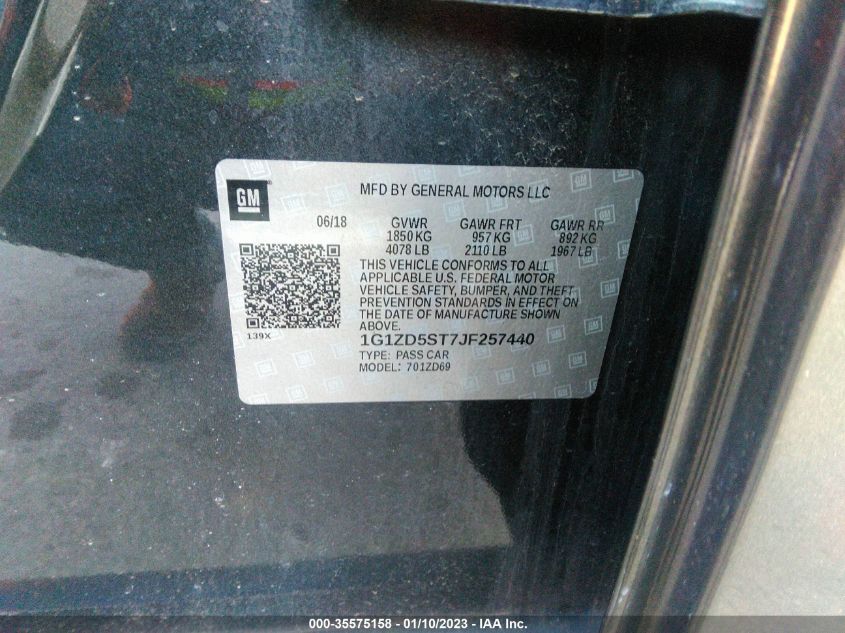 GM
MFD BY GENERAL MOTORS LLC
06/18 GVWR GAWR FRT GAWR RR
1850 KG 957 KG 892 KG
4078 LB 2110 LB 1967 LB
THIS VEHICLE CONFORMS TO ALL
APPLICABLE U.S. FEDERAL MOTOR
VEHICLE SAFETY, BUMPER, AND THEFT
PREVENTION STANDARDS IN EFFECT ON
THE DATE OF MANUFACTURE SHOWN
ABOVE.
139X
1G1ZD5ST7JF257440
TYPE: PASS CAR
MODEL: 701ZD69
000-35575158 - 01/10/2023 - IAA Inc.